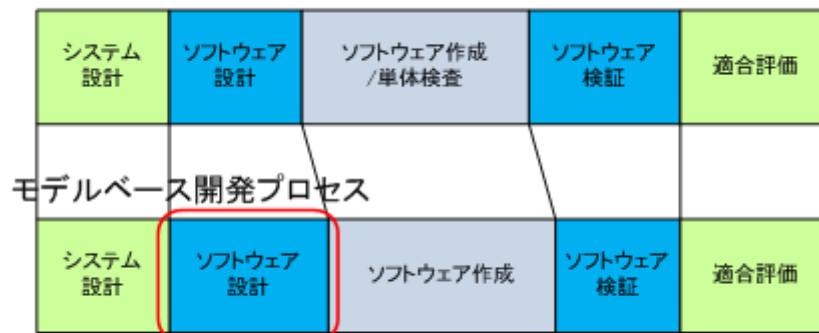 システム
設計
ソフトウェア
設計
ソフトウェア作成
/単体検査
ソフトウェア
検証
適合評価
モデルベース開発プロセス
システム
設計
ソフトウェア
設計
ソフトウェア作成
ソフトウェア
検証
適合評価